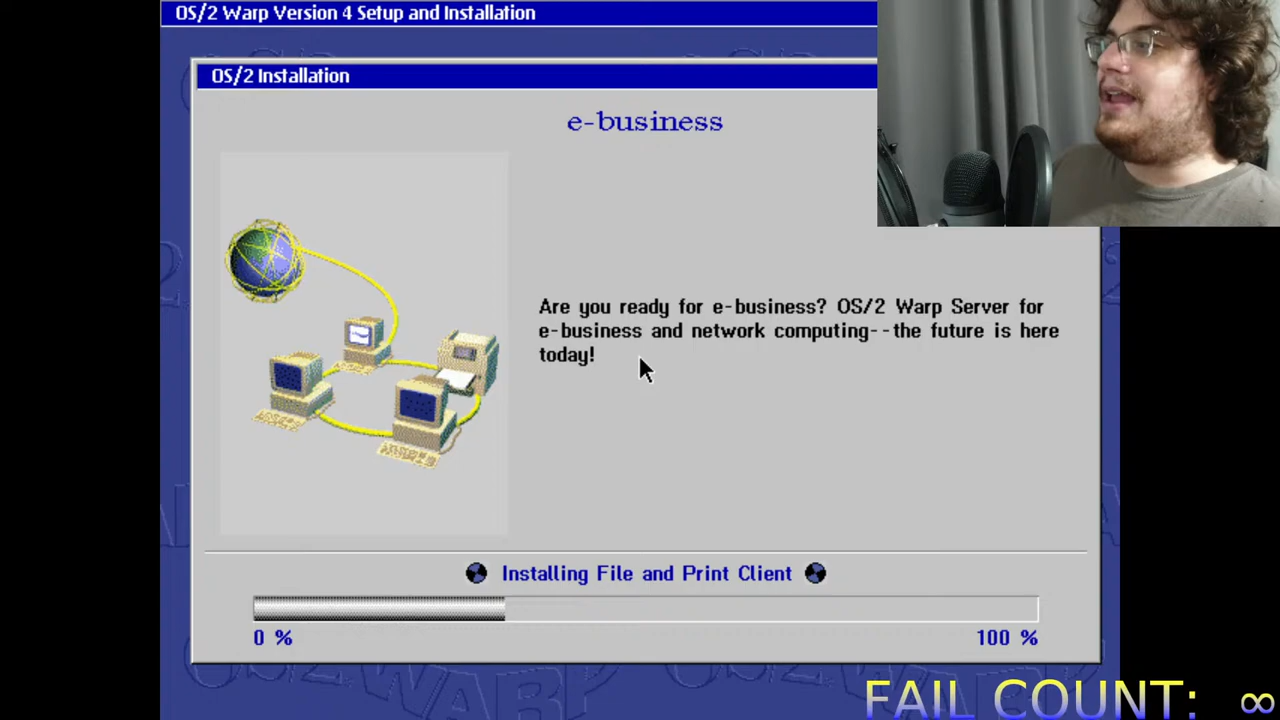 OS/2 Warp Version 4 Setup and Installation
OS/2 Installation
e-business
Are you ready for e-business? OS/2 Warp Server for
e-business and network computing--the future is here
today!
Installing File and Print Client
0 % 100 %
FAIL COUNT: ∞